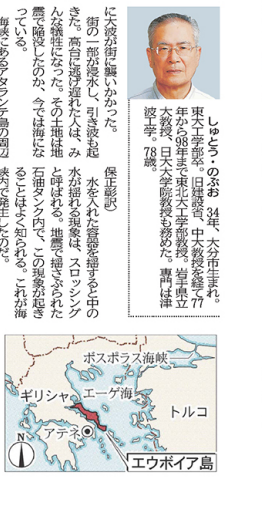 しゅとう・のぶお　34年、大分市生まれ。
東大工学部卒。旧建設省、中大教授を経て77
年から98年まで東北大工学部教授。岩手県立
大教授、日大大学院教授も務めた。専門は津
波工学。78歳。
に大波が街に襲いかかった。
　街の一部が浸水し、引き波も起
きた。高台に逃げ遅れた人は、み
んな犠牲になった。その土地は地
震で陥没したのか、今では海にな
っている。
　海峡にあるアタランテ島の周辺
保正彰訳）
　水を入れた容器を揺すると中の
水が揺れる現象は、スロッシング
と呼ばれる。地震で揺さぶられた
石油タンク内で、この現象が起き
ることはよく知られる。これが海
峡内で発生したのだ。
ボスポラス海峡
エーゲ海
ギリシャ
トルコ
アテネ
N
エウボイア島